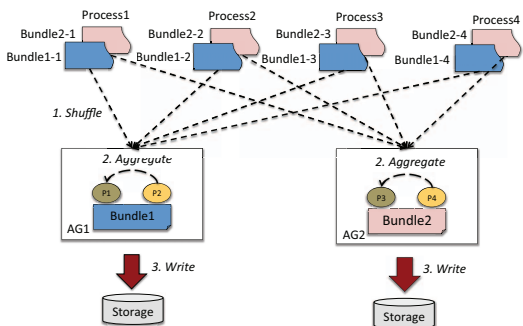 Process1
Process2
Process3
Process4
Bundle2-1
Bundle2-2
Bundle2-3
Bundle2-4
Bundle1-1
Bundle1-2
Bundle1-3
Bundle1-4
1. Shuffle
2. Aggregate
2. Aggregate
P1
P2
P3
P4
Bundle1
Bundle2
AG1
AG2
3. Write
3. Write
Storage
Storage